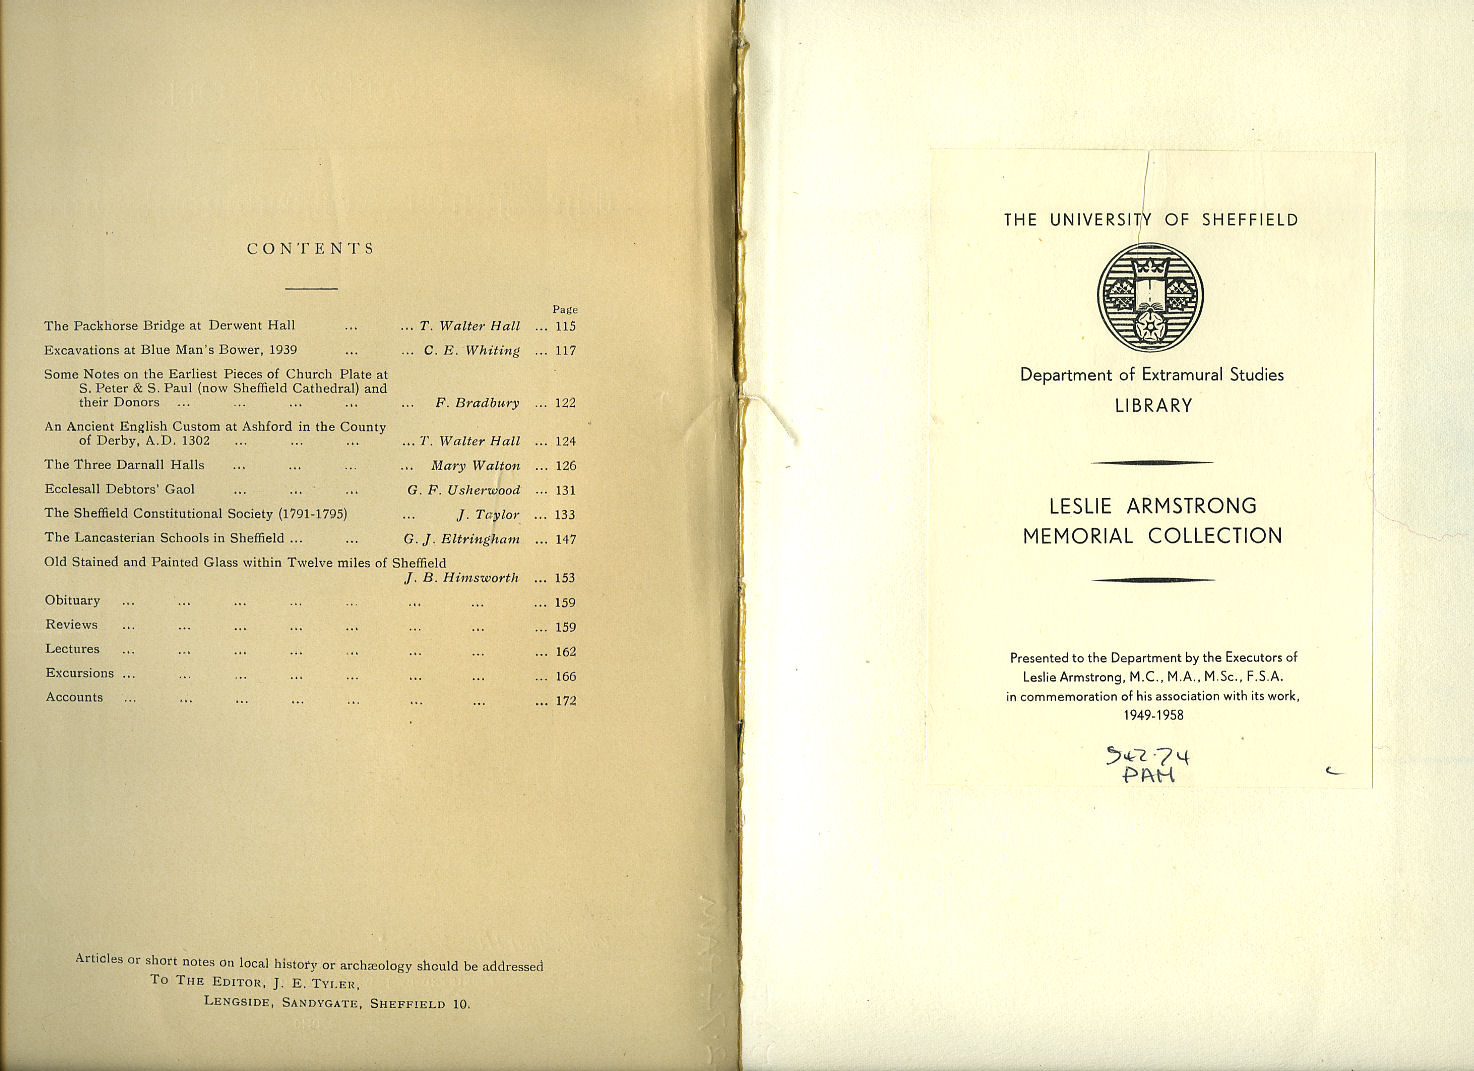 CONTENTS
Page
The Packhorse Bridge at Derwent Hall ... ... T. Walter Hall ... 115
Excavations at Blue Man's Bower, 1939 ... ... C. E. Whiting ... 117
Some Notes on the Earliest Pieces of Church Plate at
S. Peter & S. Paul (now Sheffield Cathedral) and
their Donors ... ... ... ... ... F. Bradbury ... 122
An Ancient English Custom at Ashford in the County
of Derby, A.D. 1302 ... ... ... ... T. Walter Hall ... 124
The Three Darnall Halls ... ... ... ... Mary Walton ... 126
Ecclesall Debtors' Gaol ... ... ... G. F. Usherwood ... 131
The Sheffield Constitutional Society (1791-1795) ... J. Taylor ... 133
The Lancasterian Schools in Sheffield ... ... G. J. Eltringham ... 147
Old Stained and Painted Glass within Twelve miles of Sheffield
J. B. Himsworth ... 153
Obituary ... ... ... ... ... ... ... ... 159
Reviews ... ... ... ... ... ... ... ... 159
Lectures ... ... ... ... ... ... ... ... 162
Excursions ... ... ... ... ... ... ... ... 166
Accounts ... ... ... ... ... ... ... ... 172
Articles or short notes on local history or archæology should be addressed
TO THE EDITOR, J. E. TYLER,
LENGSIDE, SANDYGATE, SHEFFIELD 10.
THE UNIVERSITY OF SHEFFIELD
Department of Extramural Studies
LIBRARY
LESLIE ARMSTRONG
MEMORIAL COLLECTION
Presented to the Department by the Executors of
Leslie Armstrong, M.C., M.A., M.Sc., F.S.A.
in commemoration of his association with its work,
1949-1958
942.74
PAM